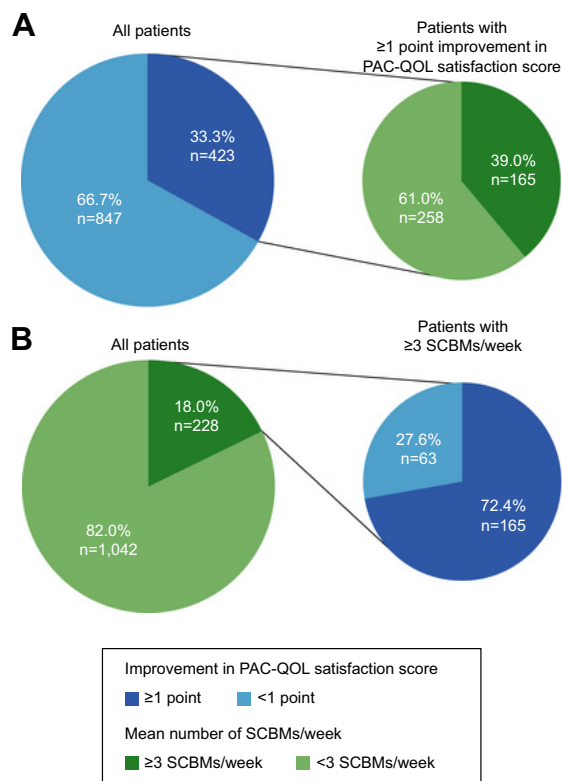 A
All patients
Patients with
≥1 point improvement in
PAC-QOL satisfaction score
33.3%
n=423
66.7%
n=847
39.0%
n=165
61.0%
n=258
B
All patients
Patients with
≥3 SCBMs/week
18.0%
n=228
82.0%
n=1,042
27.6%
n=63
72.4%
n=165
Improvement in PAC-QOL satisfaction score
≥1 point <1 point
Mean number of SCBMs/week
≥3 SCBMs/week <3 SCBMs/week